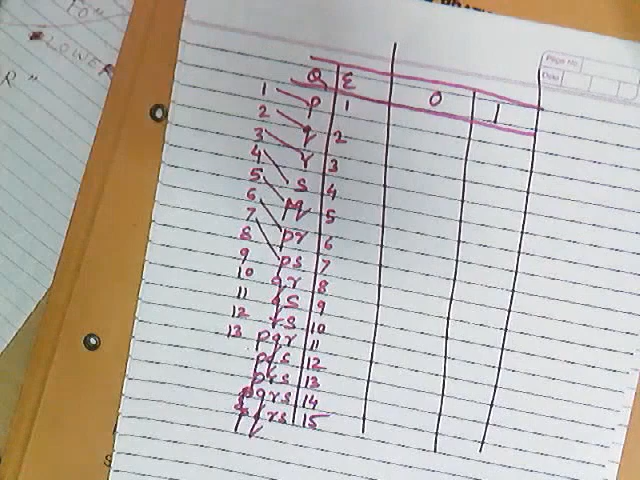 TO"
FLOWER
R"
Page No
Date
Q Σ 0 1
1 p 1
2 q 2
3 r 3
4 s 4
5 pq 5
6 pr 6
7 ps 7
8 qr 8
9 qs 9
10 rs 10
11 pqr 11
12 pqs 12
13 prs 13
pqrs 14
qrs 15